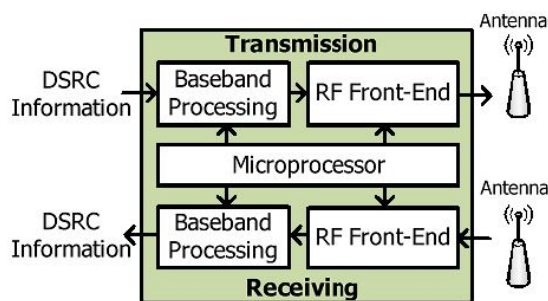 Antenna
Transmission
DSRC
Information
Baseband
Processing
RF Front-End
Microprocessor
Antenna
DSRC
Information
Baseband
Processing
RF Front-End
Receiving